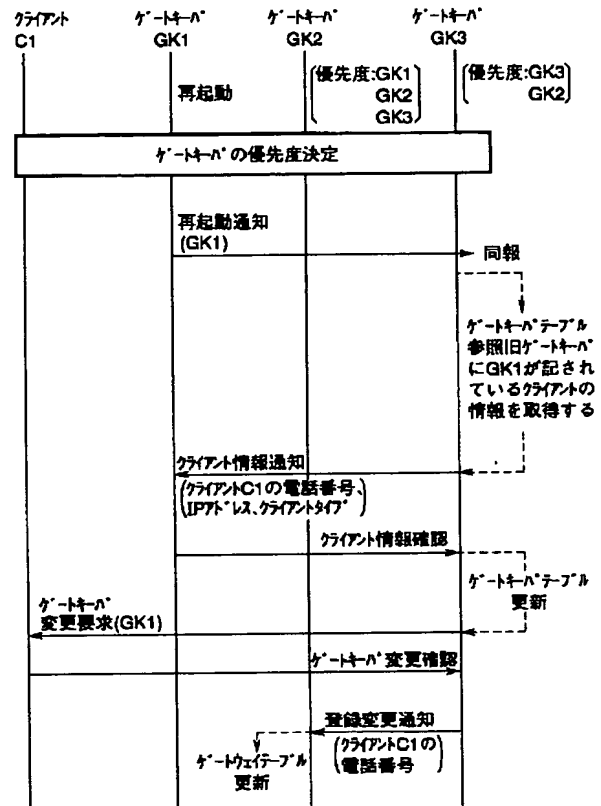 クライアント
C1
ゲートキーパ
GK1
ゲートキーパ
GK2
ゲートキーパ
GK3
再起動
(優先度:GK1
GK2
GK3)
(優先度:GK3
GK2)
ゲートキーパの優先度決定
再起動通知
(GK1)
同報
ゲートキーパテーブル
参照旧ゲートキーパ
にGK1が記され
ているクライアントの
情報を取得する
クライアント情報通知
(クライアントC1の電話番号、
IPアドレス、クライアントタイプ)
クライアント情報確認
ゲートキーパテーブル
更新
ゲートキーパ
変更要求(GK1)
ゲートキーパ変更確認
登録変更通知
(クライアントC1の
電話番号)
ゲートウェイテーブル
更新